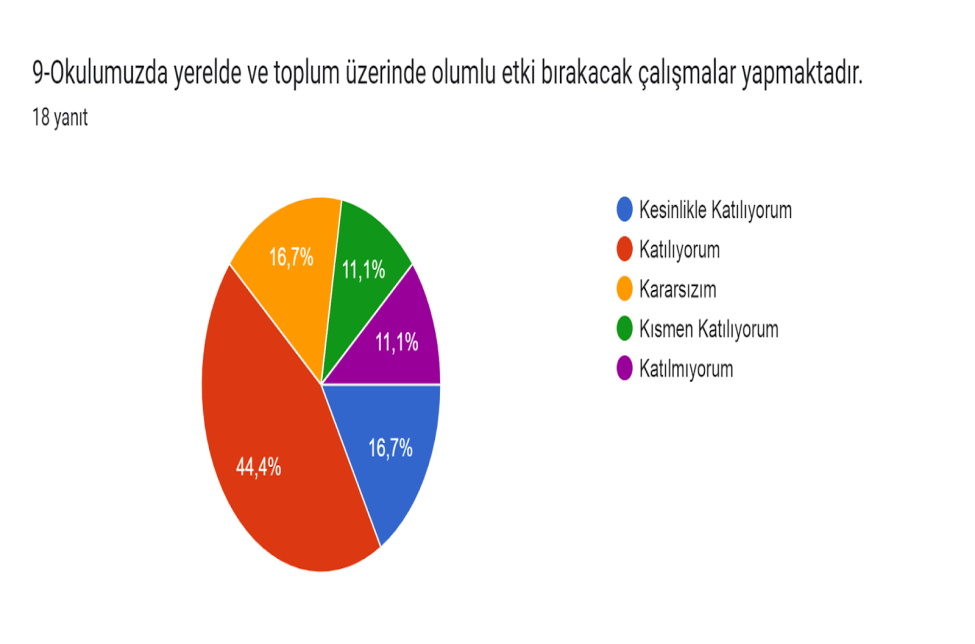 9-Okulumuzda yerelde ve toplum üzerinde olumlu etki bırakacak çalışmalar yapmaktadır.
18 yanıt
16,7%
11,1%
11,1%
16,7%
44,4%
Kesinlikle Katılıyorum
Katılıyorum
Kararsızım
Kısmen Katılıyorum
Katılmıyorum